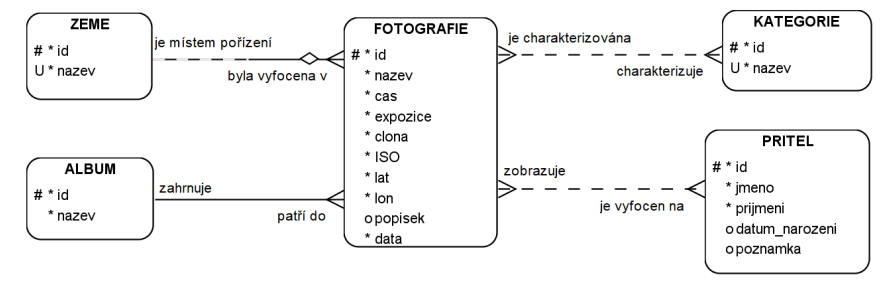 ZEME
# * id
U * nazev
je místem pořízení
byla vyfocena v
FOTOGRAFIE
# * id
* nazev
* cas
* expozice
* clona
* ISO
* lat
* lon
o popisek
* data
je charakterizována
charakterizuje
KATEGORIE
# * id
U * nazev
ALBUM
# * id
* nazev
zahrnuje
patří do
zobrazuje
je vyfocen na
PRITEL
# * id
* jmeno
* prijmeni
o datum_narozeni
o poznamka